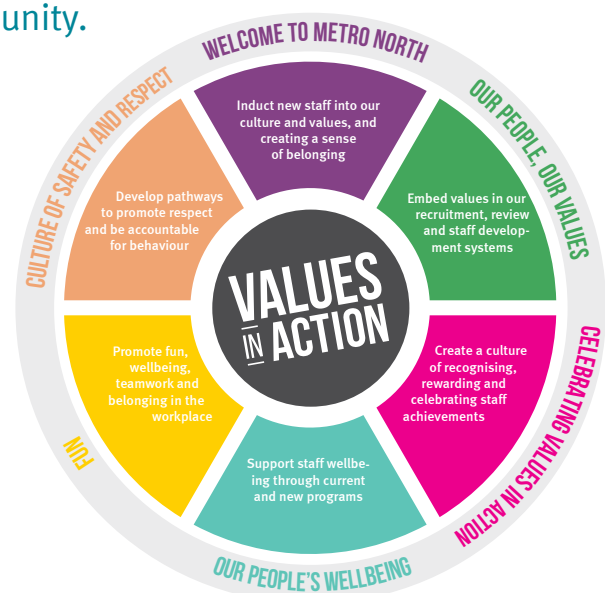 unity.
WELCOME TO METRO NORTH
Induct new staff into our
culture and values, and
creating a sense
of belonging
OUR PEOPLE, OUR VALUES
Embed values in our
recruitment, review
and staff develop-
ment systems
CELEBRATING VALUES IN ACTION
Create a culture
of recognising,
rewarding and
celebrating staff
achievements
OUR PEOPLE'S WELLBEING
Support staff wellbe-
ing through current
and new programs
FUN
Promote fun,
wellbeing,
teamwork and
belonging in the
workplace
CULTURE OF SAFETY AND RESPECT
Develop pathways
to promote respect
and be accountable
for behaviour
VALUES
IN ACTION